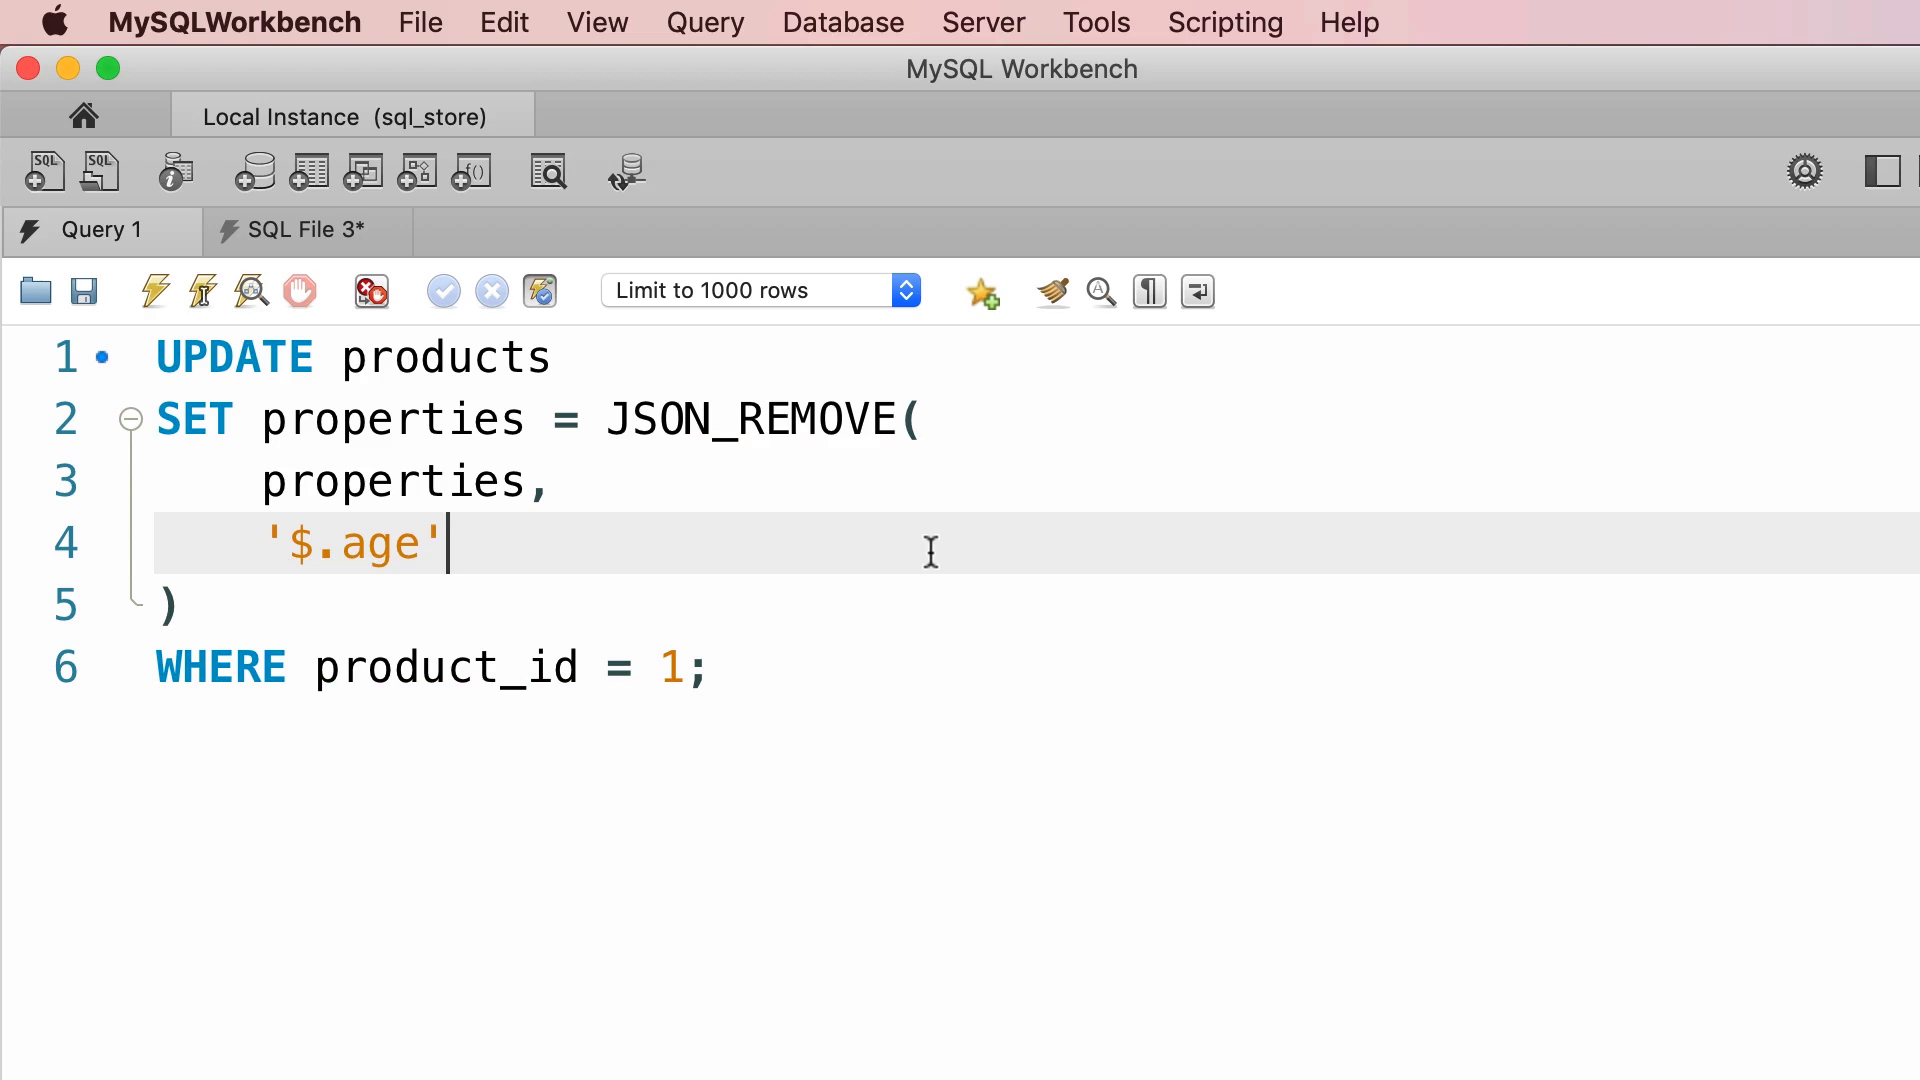 MySQLWorkbench File Edit View Query Database Server Tools Scripting Help
MySQL Workbench
Local Instance (sql_store)
SQL SQL
Query 1 SQL File 3*
Limit to 1000 rows
1 UPDATE products
2 SET properties = JSON_REMOVE(
3 properties,
4 '$.age'
5 )
6 WHERE product_id = 1;